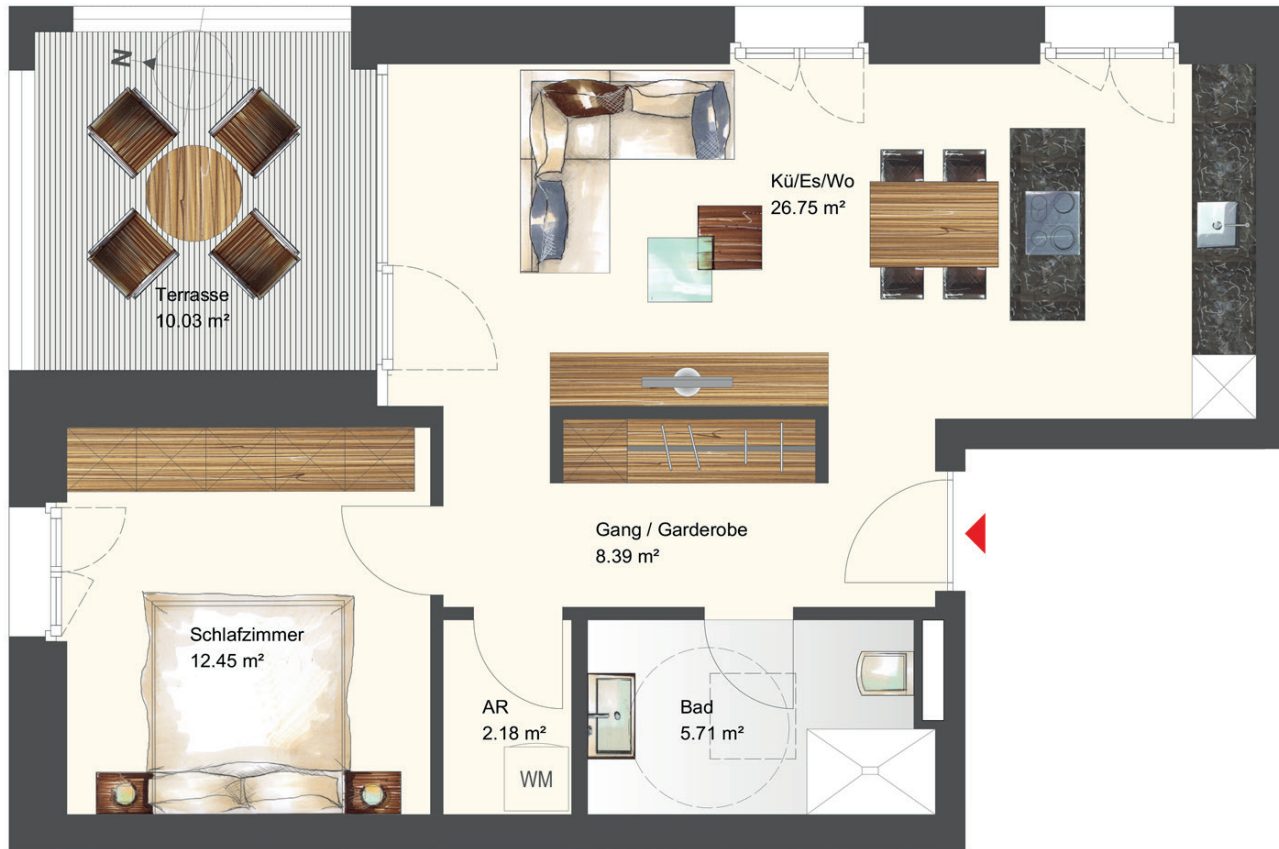 N
Kü/Es/Wo
26.75 m²
Terrasse
10.03 m²
Gang / Garderobe
8.39 m²
Schlafzimmer
12.45 m²
AR
2.18 m²
WM
Bad
5.71 m²